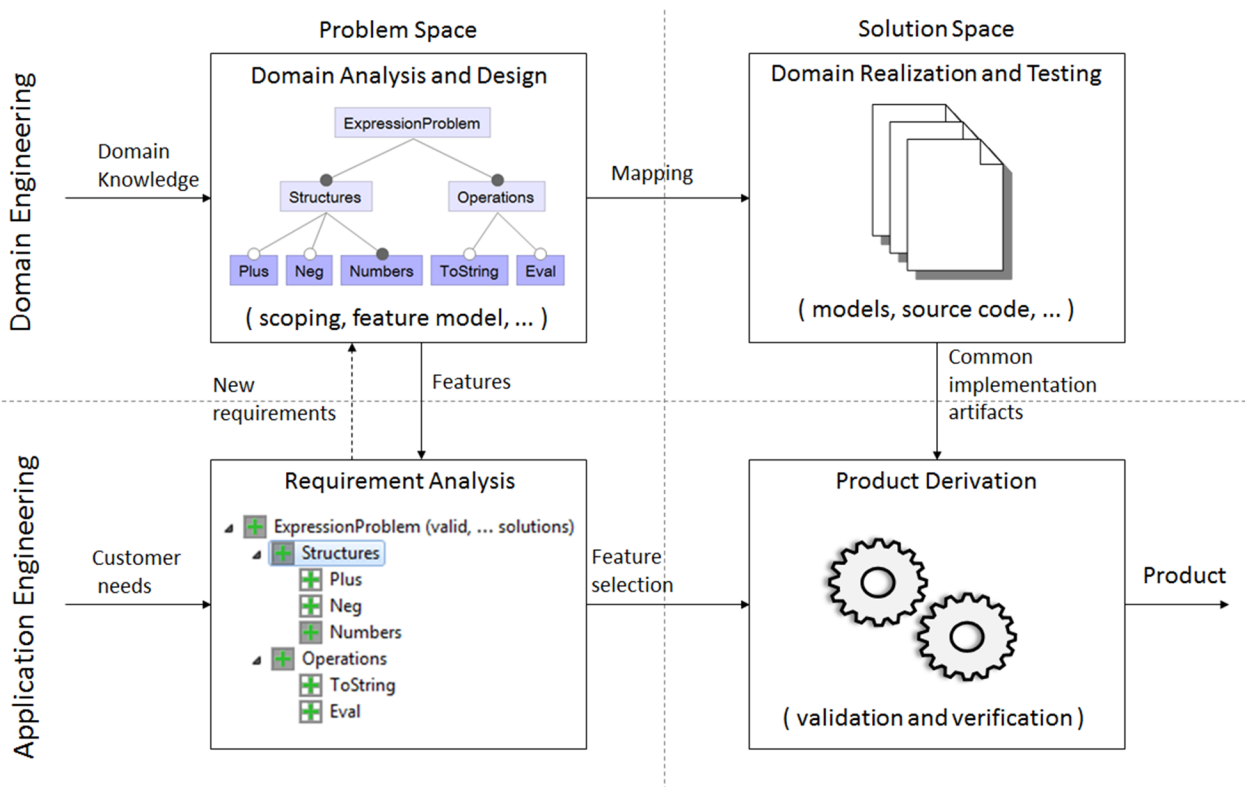 Problem Space
Solution Space
Domain Engineering
Domain
Knowledge
Domain Analysis and Design
ExpressionProblem
Structures
Operations
Plus
Neg
Numbers
ToString
Eval
( scoping, feature model, ... )
Mapping
Domain Realization and Testing
( models, source code, ... )
New
requirements
Features
Common
implementation
artifacts
Application Engineering
Customer
needs
Requirement Analysis
ExpressionProblem (valid, ... solutions)
Structures
Plus
Neg
Numbers
Operations
ToString
Eval
Feature
selection
Product Derivation
( validation and verification )
Product